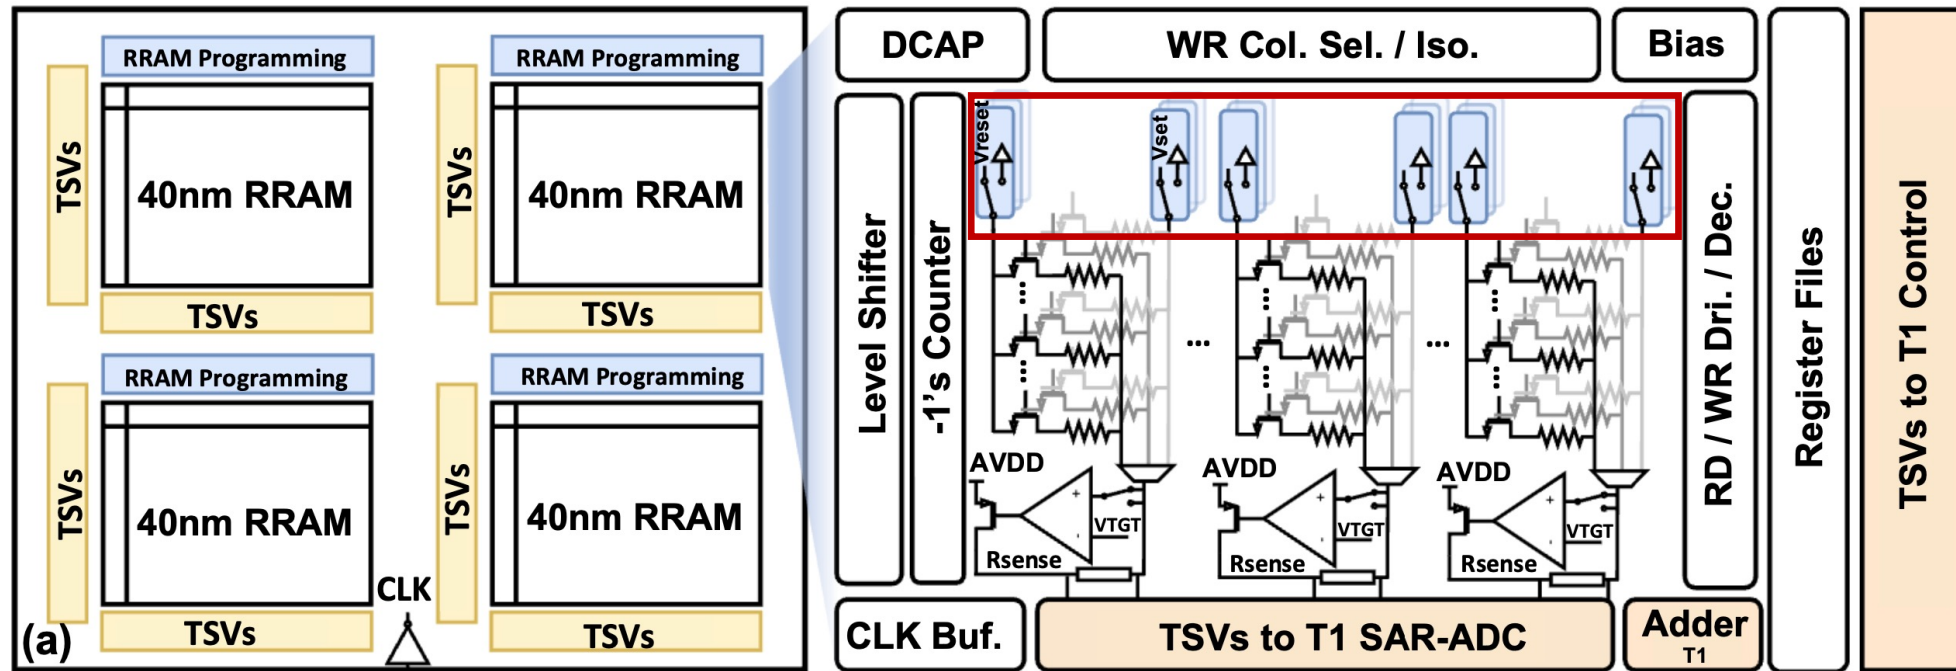 RRAM Programming
RRAM Programming
TSVs
40nm RRAM
TSVs
TSVs
40nm RRAM
TSVs
RRAM Programming
RRAM Programming
TSVs
40nm RRAM
TSVs
TSVs
40nm RRAM
TSVs
CLK
(a)
DCAP
WR Col. Sel. / Iso.
Bias
Level Shifter
-1's Counter
Vreset
Vset
...
...
...
...
...
...
...
...
AVDD
+
-
VTGT
Rsense
AVDD
+
-
VTGT
Rsense
AVDD
+
-
VTGT
Rsense
RD / WR Dri. / Dec.
Register Files
TSVs to T1 Control
CLK Buf.
TSVs to T1 SAR-ADC
Adder
T1